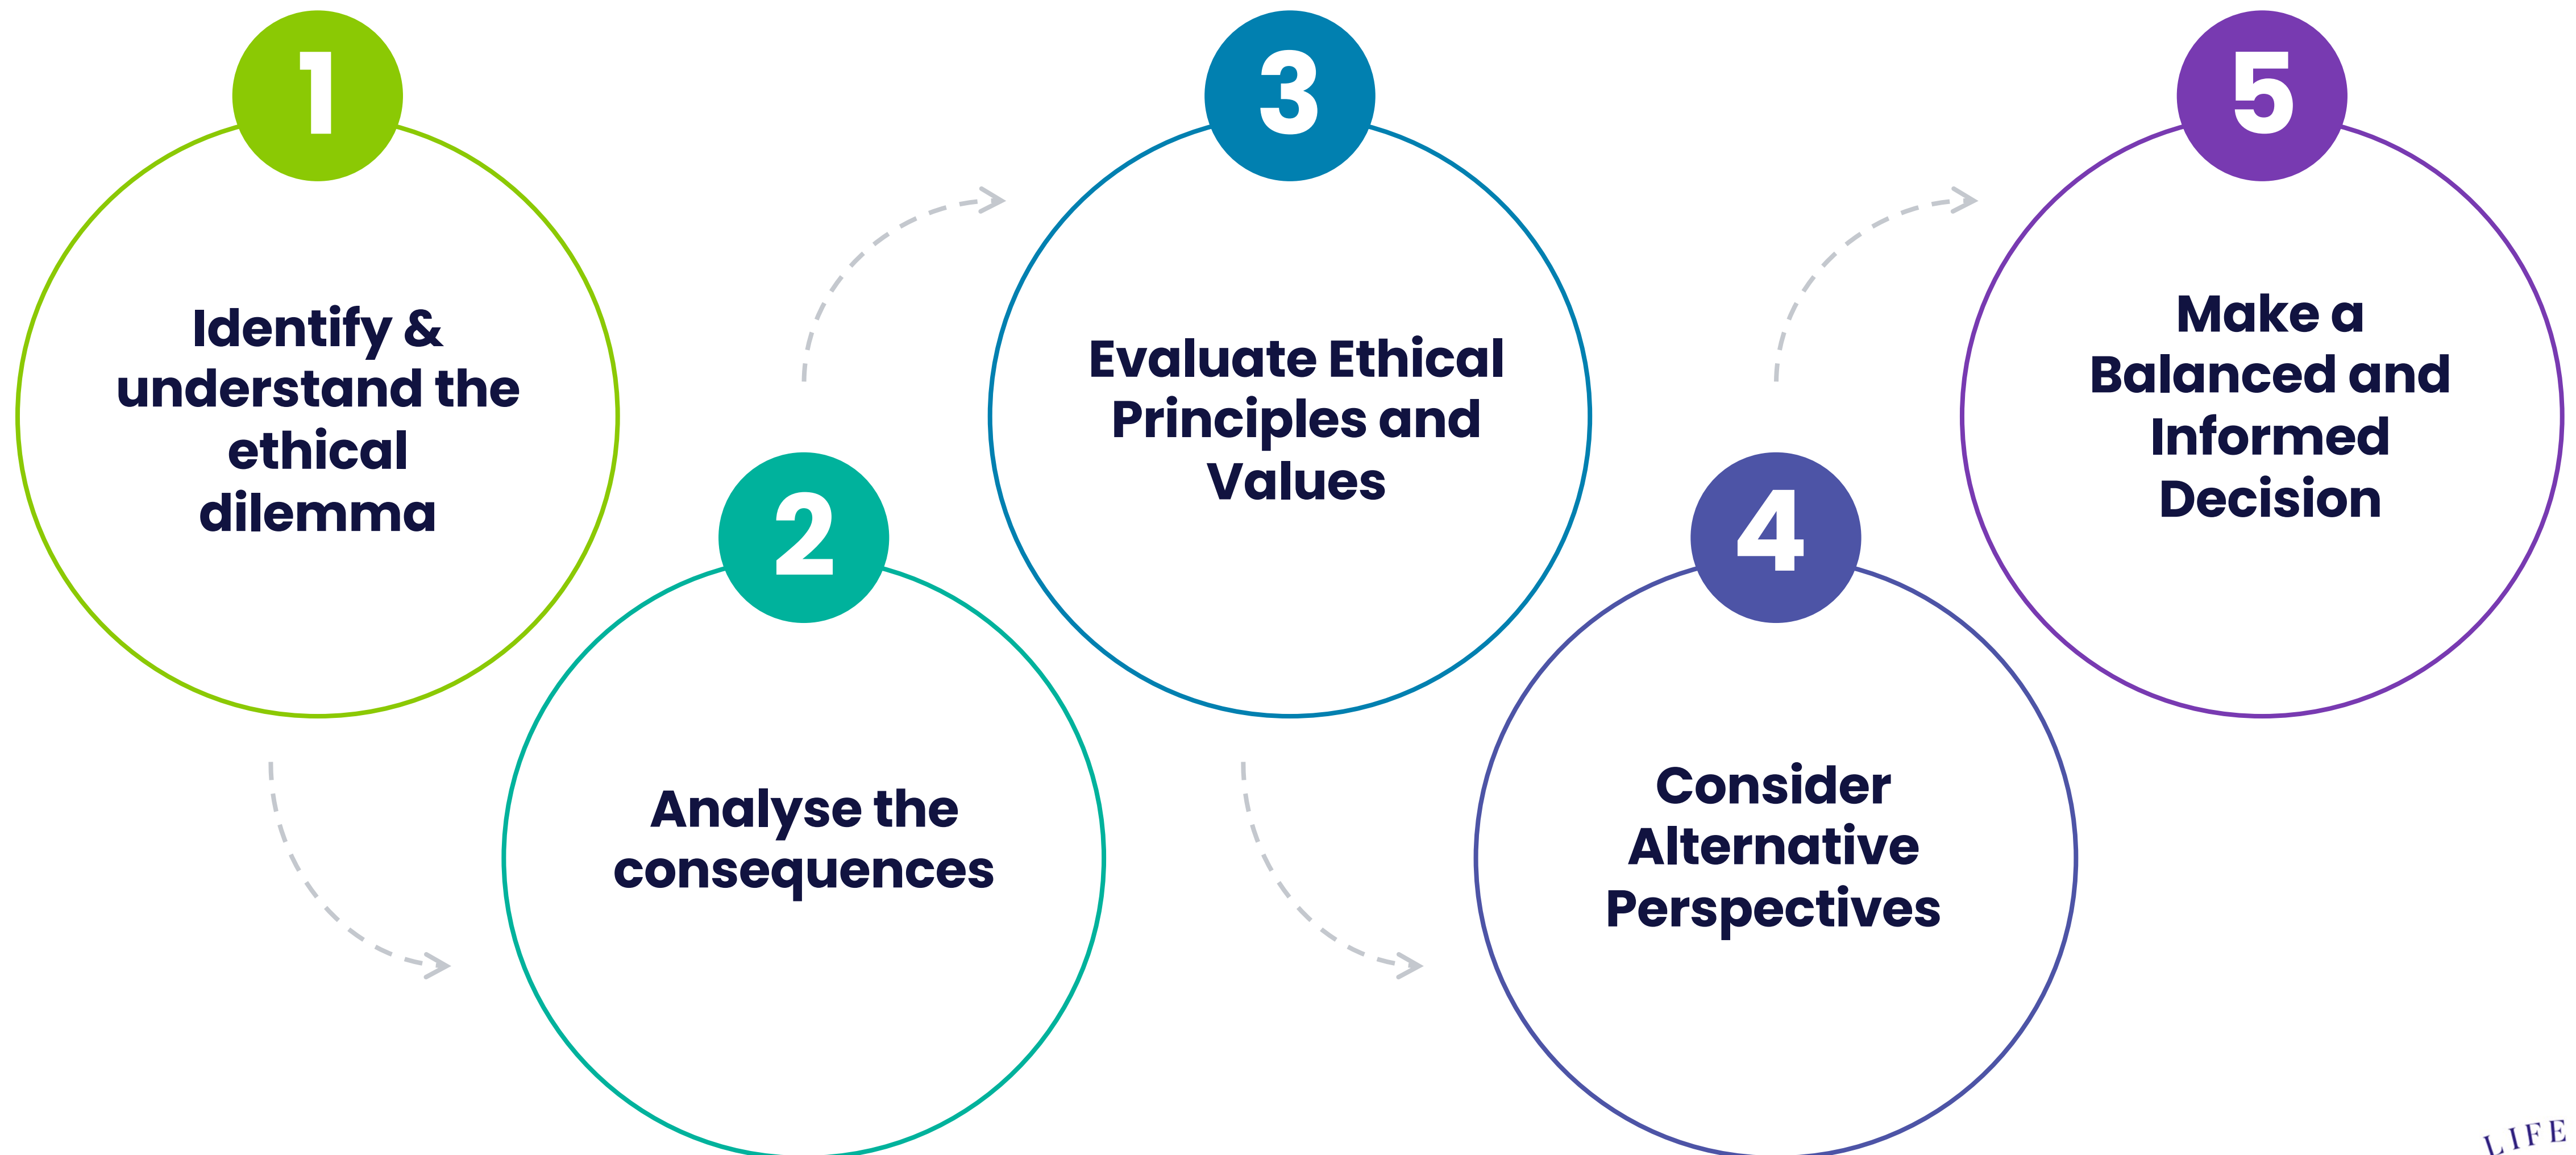 1
Identify &
understand the
ethical
dilemma
2
Analyse the
consequences
3
Evaluate Ethical
Principles and
Values
4
Consider
Alternative
Perspectives
5
Make a
Balanced and
Informed
Decision
LIFE